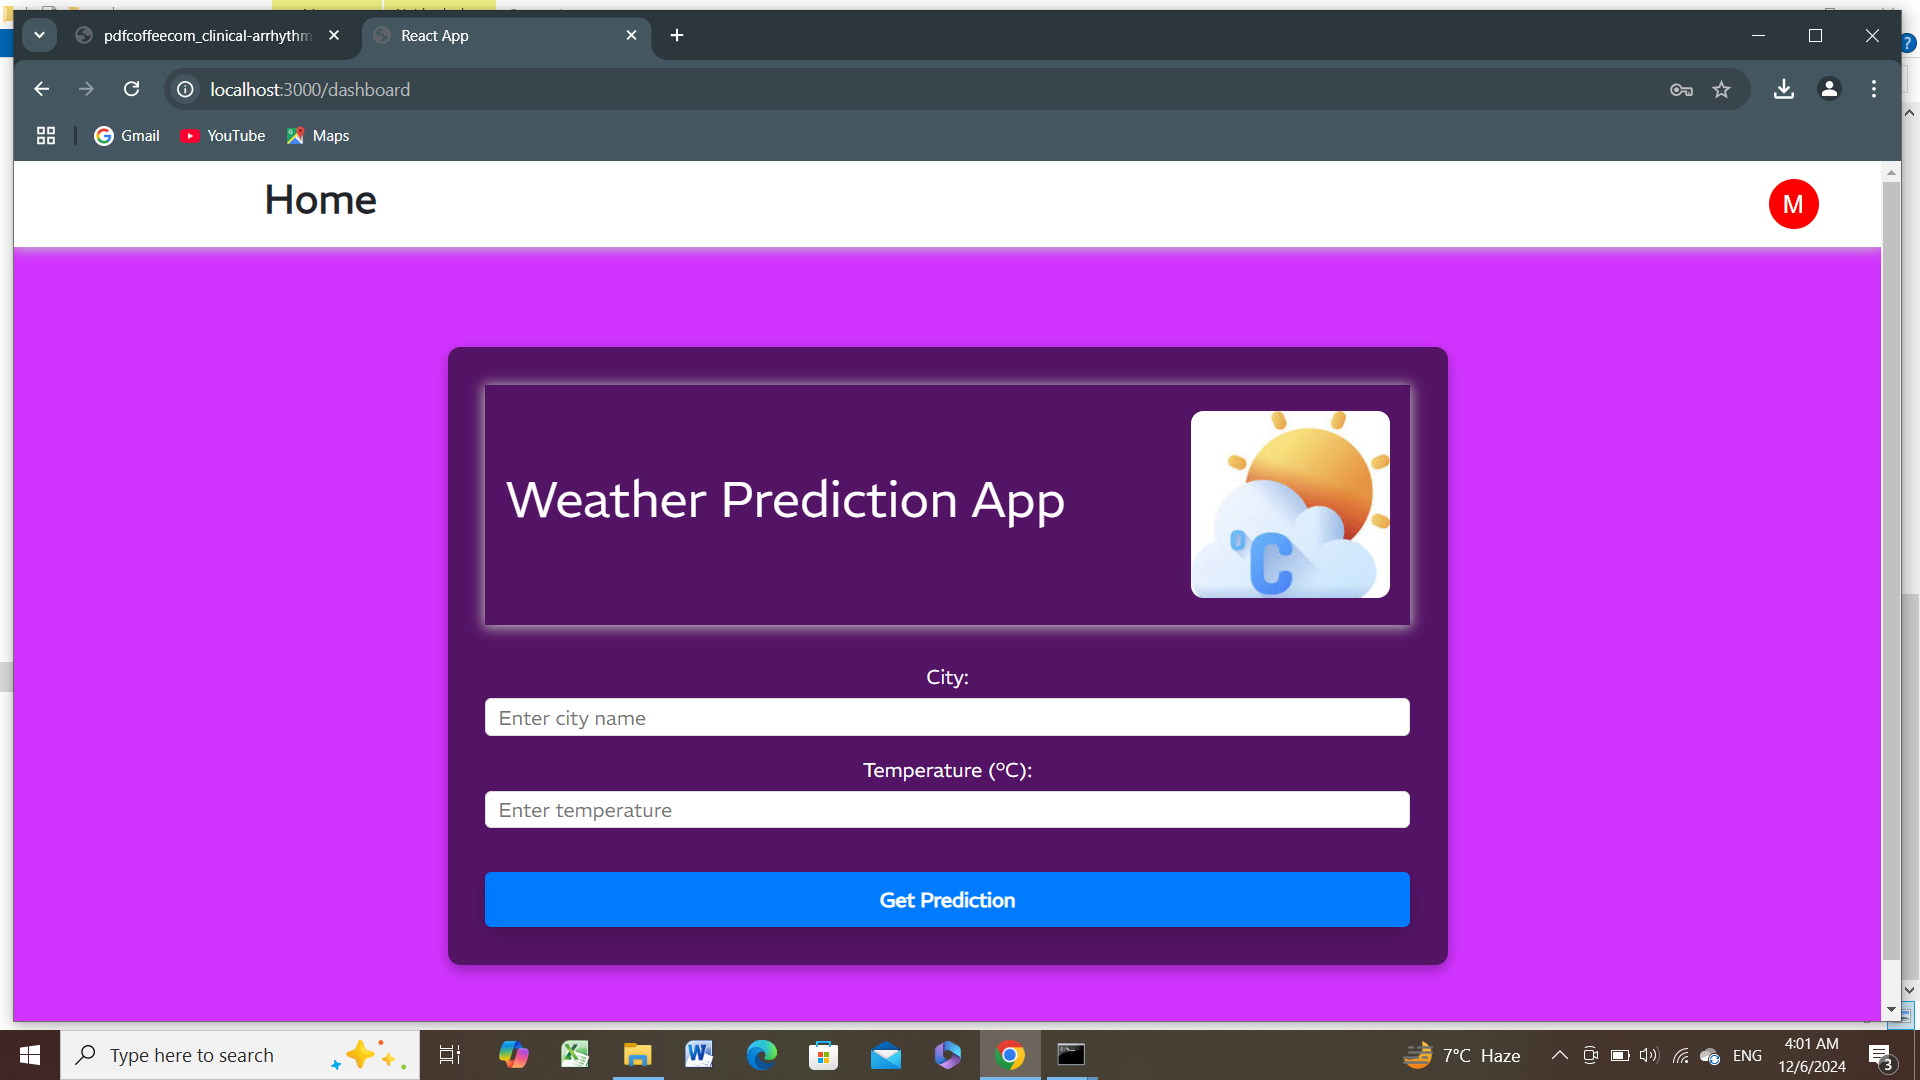 pdfcoffeecom_clinical-arrhythm
React App
localhost:3000/dashboard
Gmail
YouTube
Maps
Home
M
Weather Prediction App
°C
City:
Enter city name
Temperature (°C):
Enter temperature
Get Prediction
Type here to search
7°C Haze
ENG
4:01 AM
12/6/2024
3